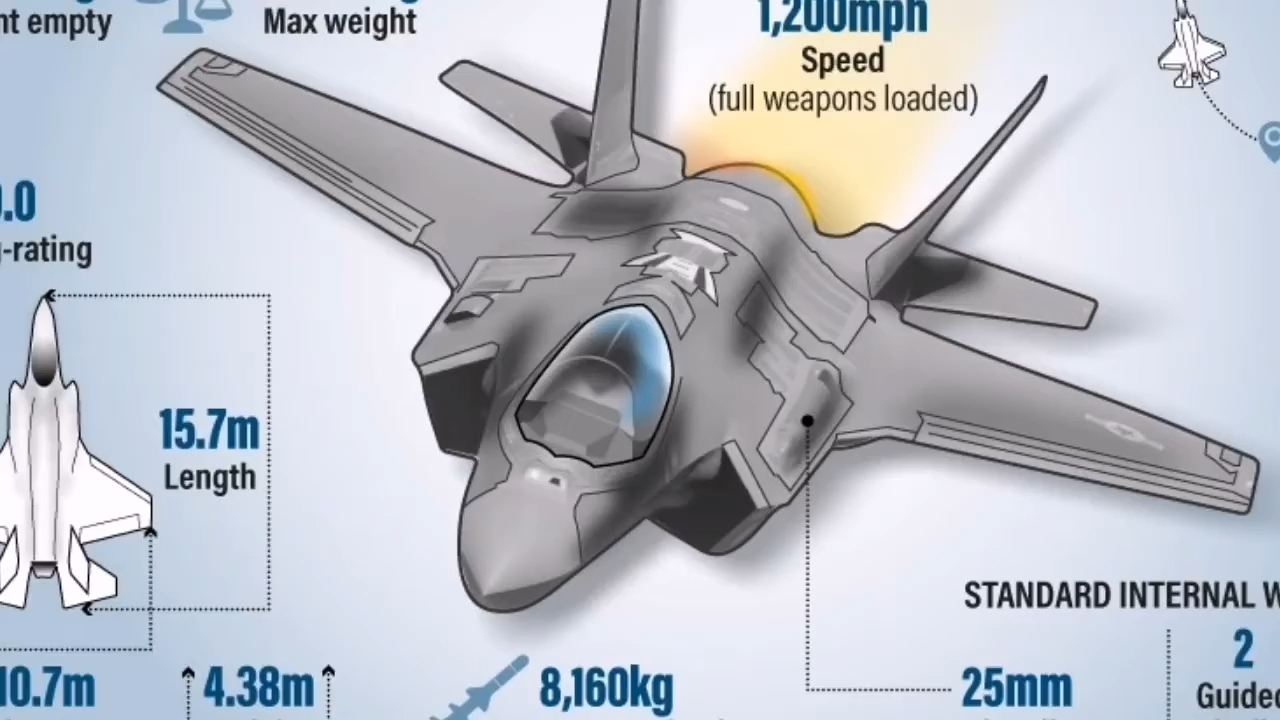 nt empty
Max weight
1,200mph
Speed
(full weapons loaded)
.0
-rating
15.7m
Length
STANDARD INTERNAL W
10.7m
4.38m
8,160kg
25mm
2
Guided